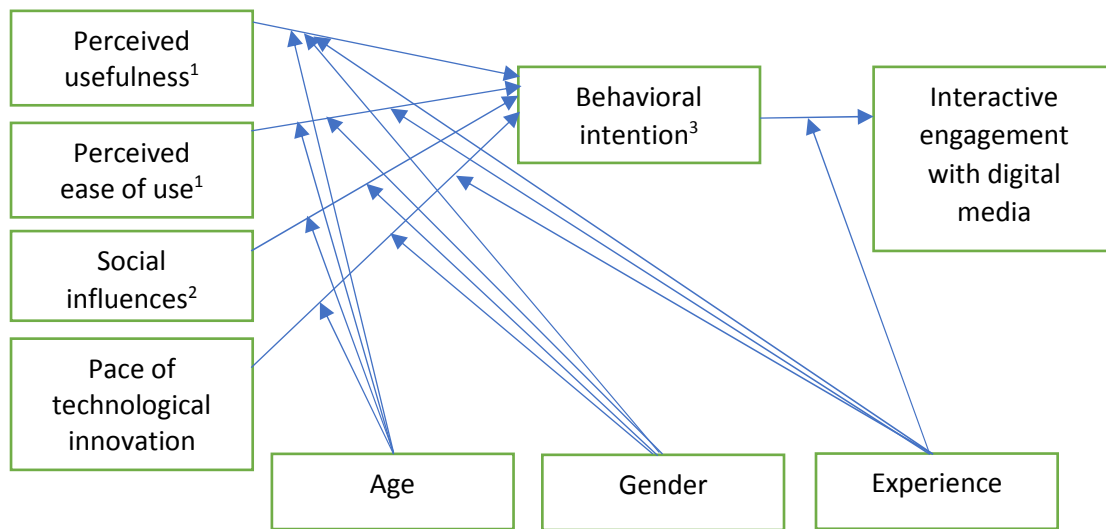 Perceived
usefulness¹
Perceived
ease of use¹
Social
influences²
Pace of
technological
innovation
Behavioral
intention³
Interactive
engagement
with digital
media
Age
Gender
Experience